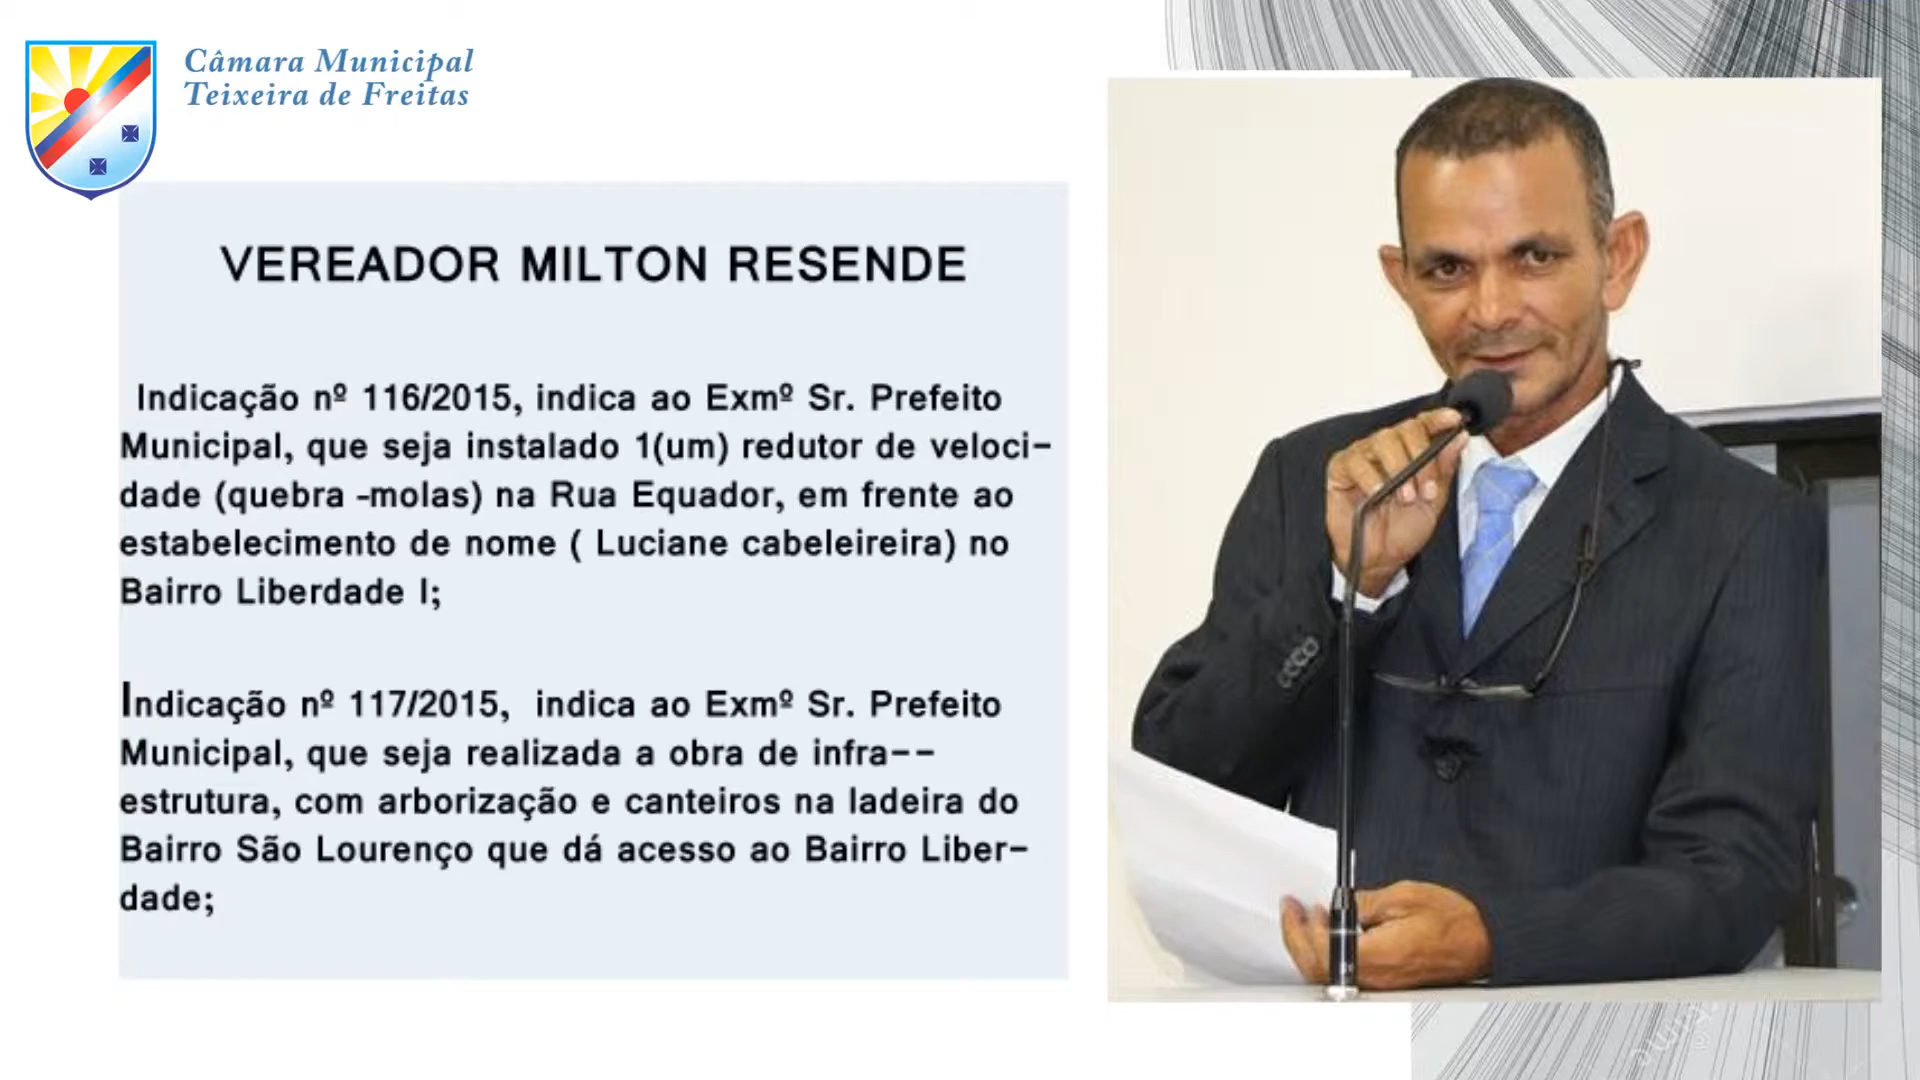 Câmara Municipal
Teixeira de Freitas
VEREADOR MILTON RESENDE
Indicação nº 116/2015, indica ao Exmº Sr. Prefeito
Municipal, que seja instalado 1(um) redutor de veloci-
dade (quebra -molas) na Rua Equador, em frente ao
estabelecimento de nome ( Luciane cabeleireira) no
Bairro Liberdade I;
Indicação nº 117/2015, indica ao Exmº Sr. Prefeito
Municipal, que seja realizada a obra de infra--
estrutura, com arborização e canteiros na ladeira do
Bairro São Lourenço que dá acesso ao Bairro Liber-
dade;